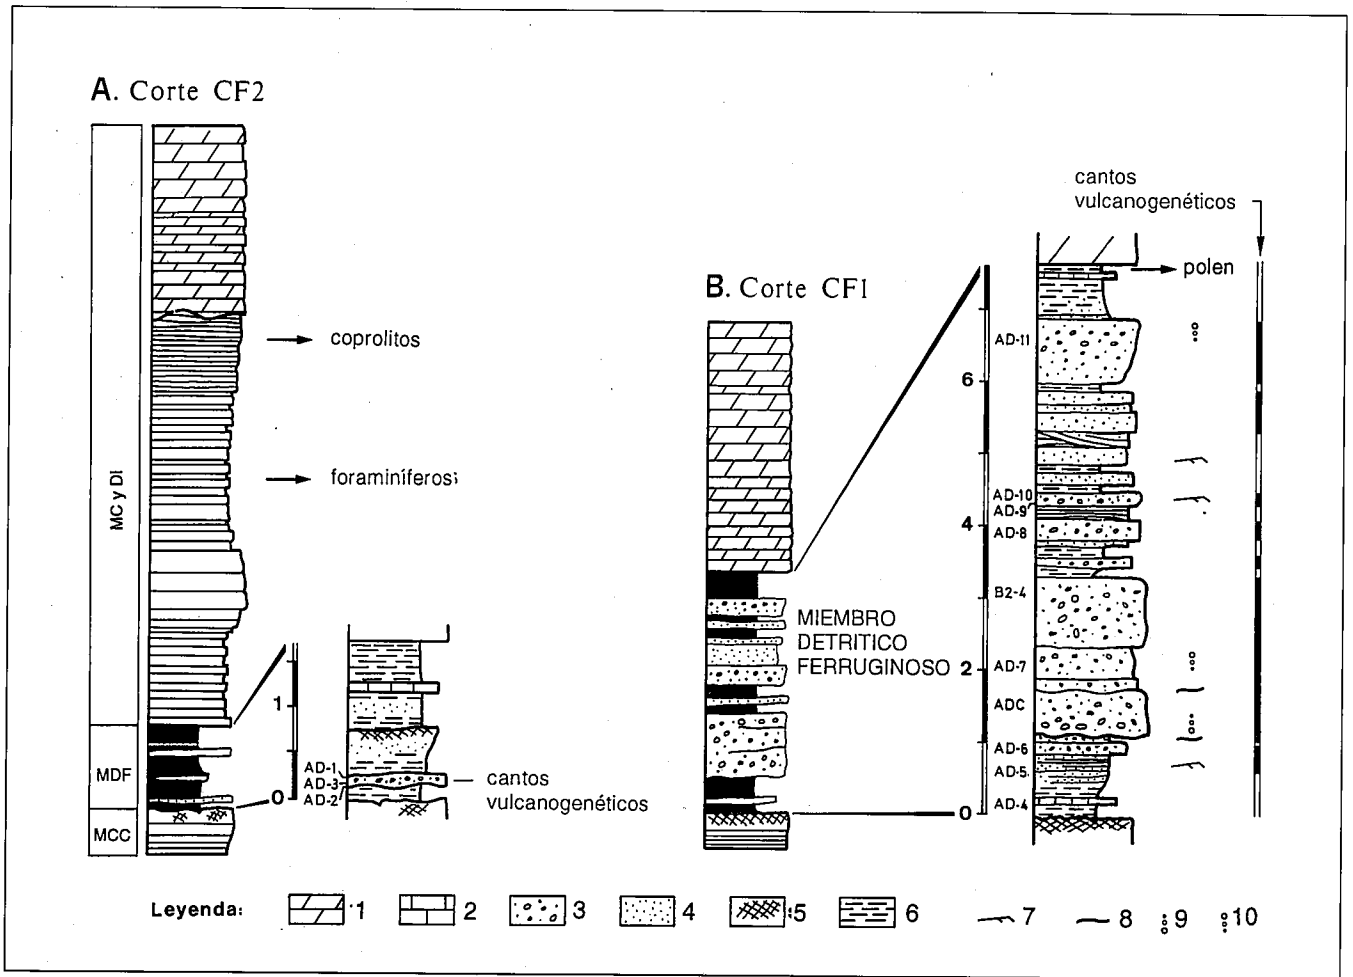 A. Corte CF2
coprolitos
foraminíferos
MC y DI
MDF
MCC
1
0
AD-1
AD-3
AD-2
cantos
vulcanogenéticos
B. Corte CF1
MIEMBRO
DETRITICO
FERRUGINOSO
cantos
vulcanogenéticos
polen
6
4
2
0
AD-11
AD-10
AD-9
AD-8
B2-4
AD-7
ADC
AD-6
AD-5
AD-4
Leyenda: 1 2 3 4 5 6 7 8 9 10